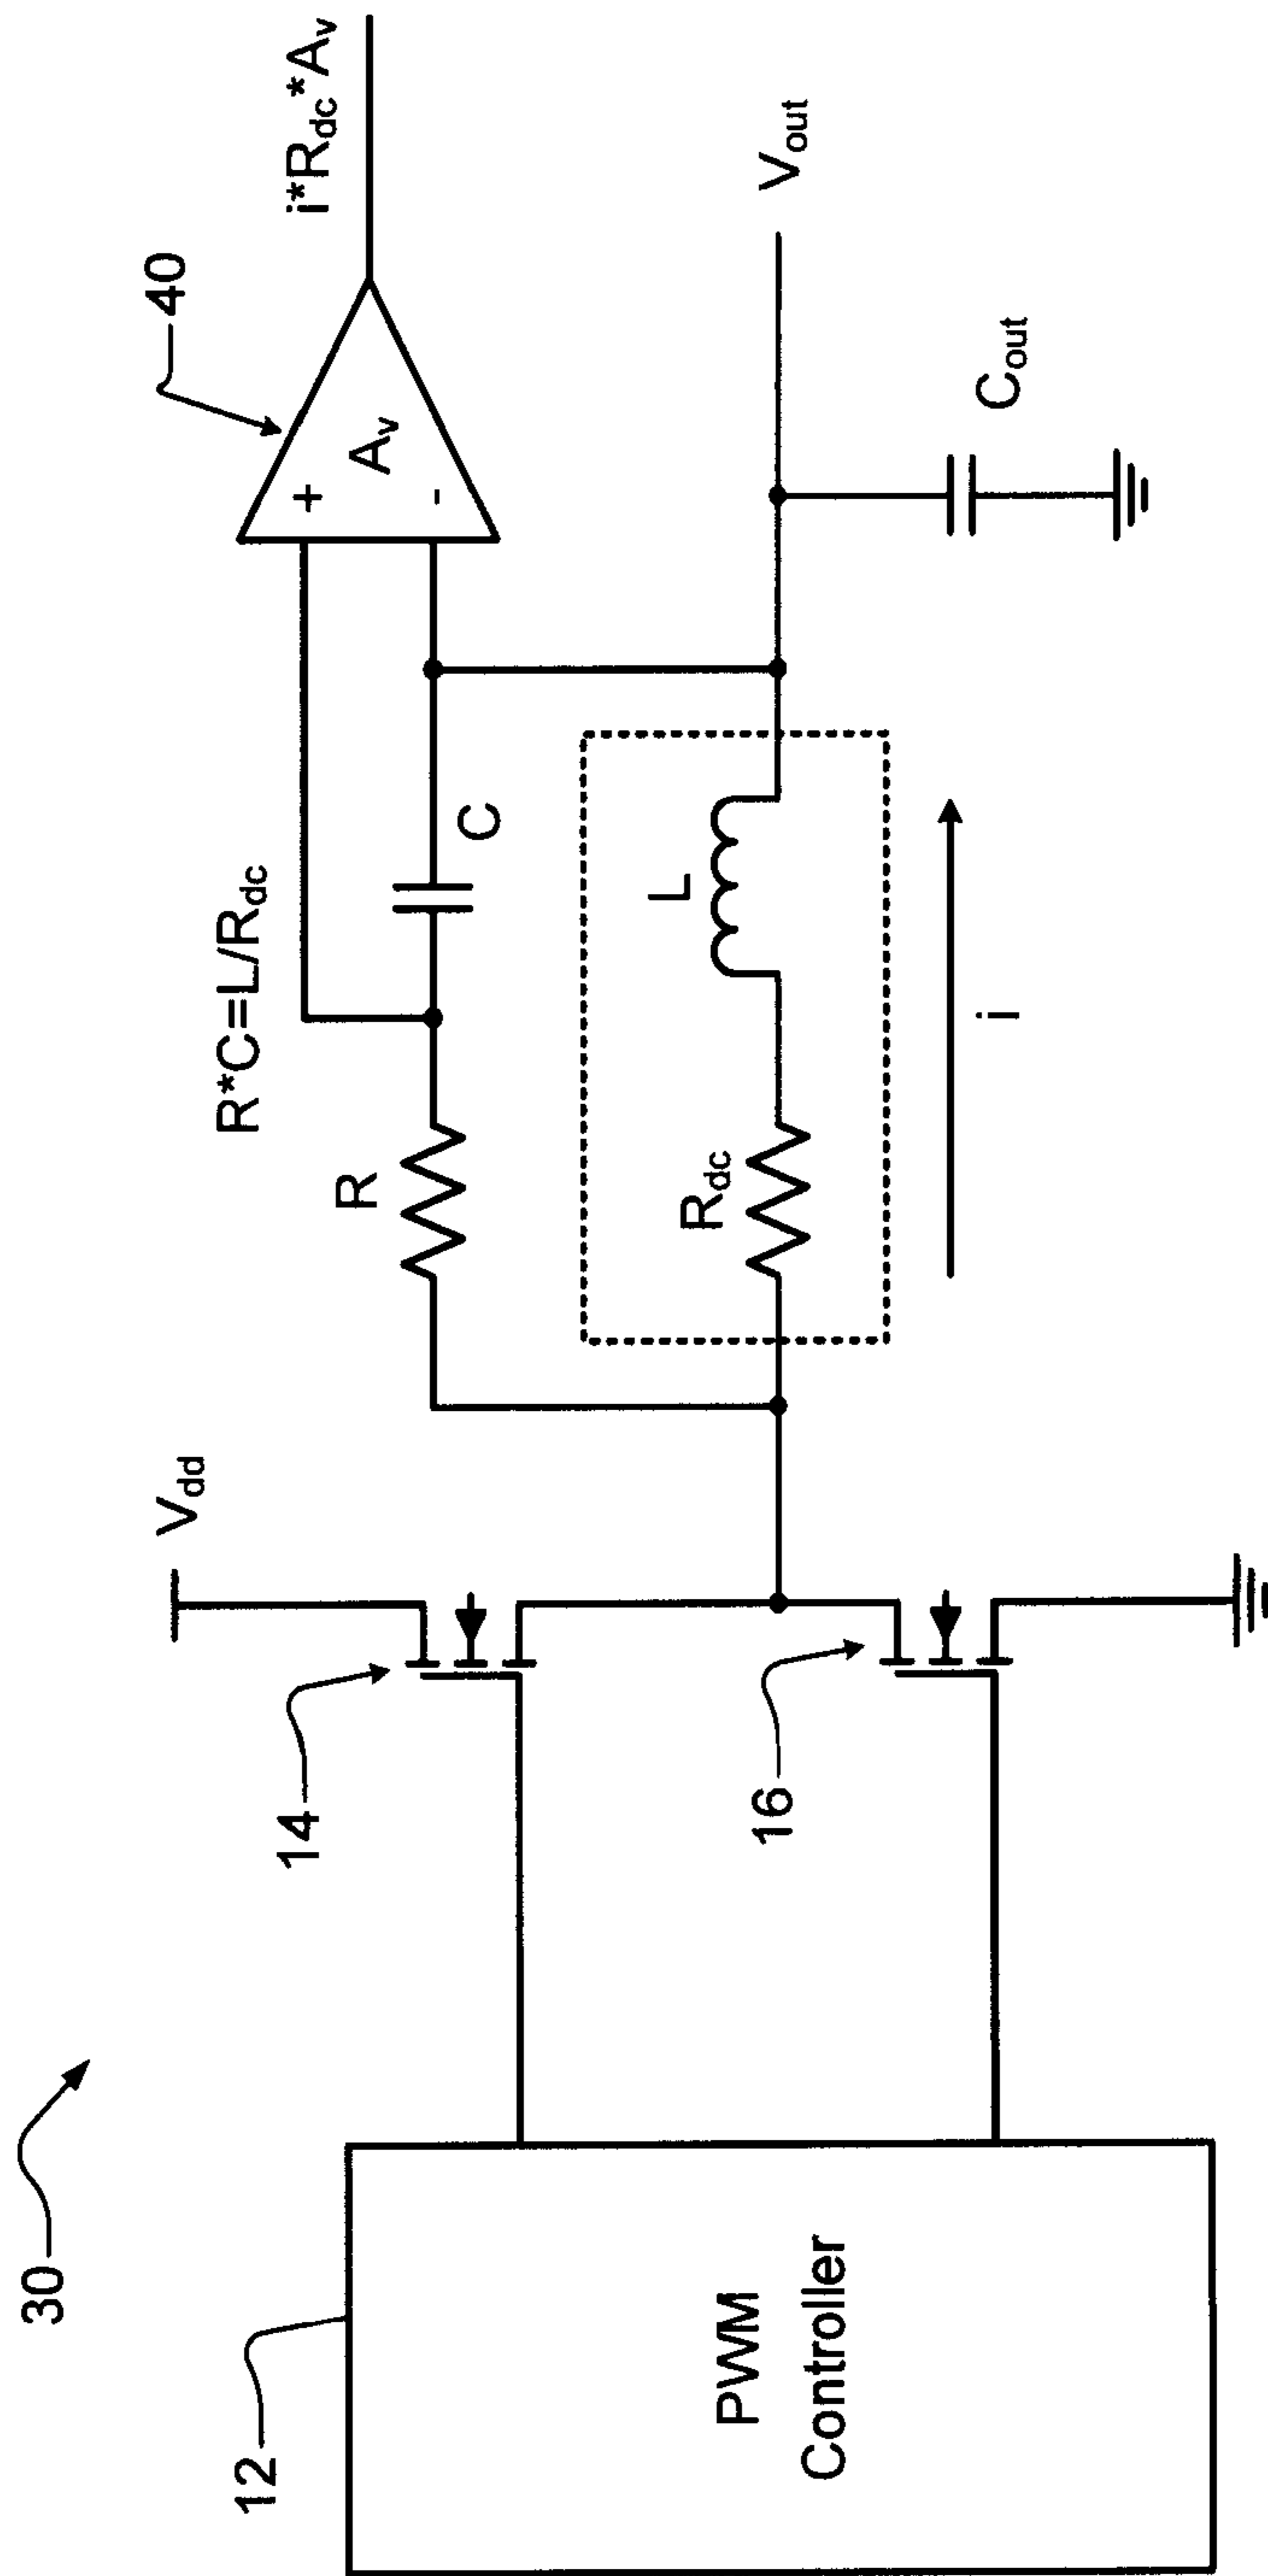 30
12
PWM
Controller
14
16
V_dd
R*C=L/R_dc
R
C
R_dc
L
i
40
A_v
+
-
i*R_dc*A_v
V_out
C_out